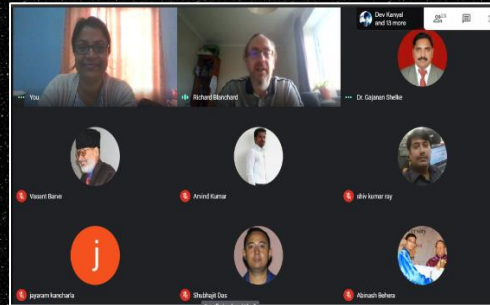 Dev Kanyal
and 13 more
You
Richard Blanchard
Dr. Gajanan Shelke
Vasant Barve
Arvind Kumar
shiv kumar ray
j
jayaram kancharla
Shubhajit Das
Abinash Behera